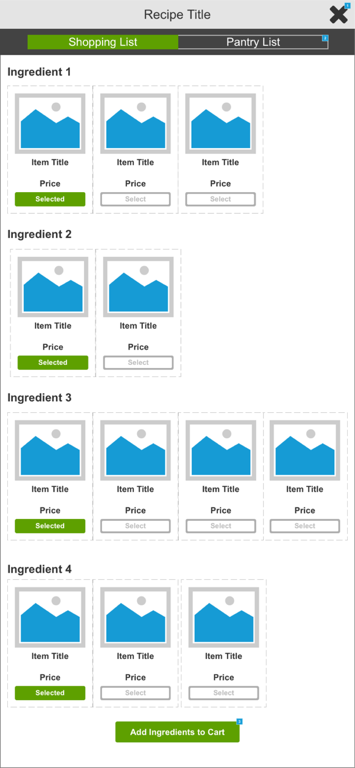 Recipe Title
Shopping List Pantry List
Ingredient 1
Item Title Item Title Item Title
Price Price Price
Selected Select Select
Ingredient 2
Item Title Item Title
Price Price
Selected Select
Ingredient 3
Item Title Item Title Item Title Item Title
Price Price Price Price
Selected Select Select Select
Ingredient 4
Item Title Item Title Item Title
Price Price Price
Selected Select Select
Add Ingredients to Cart